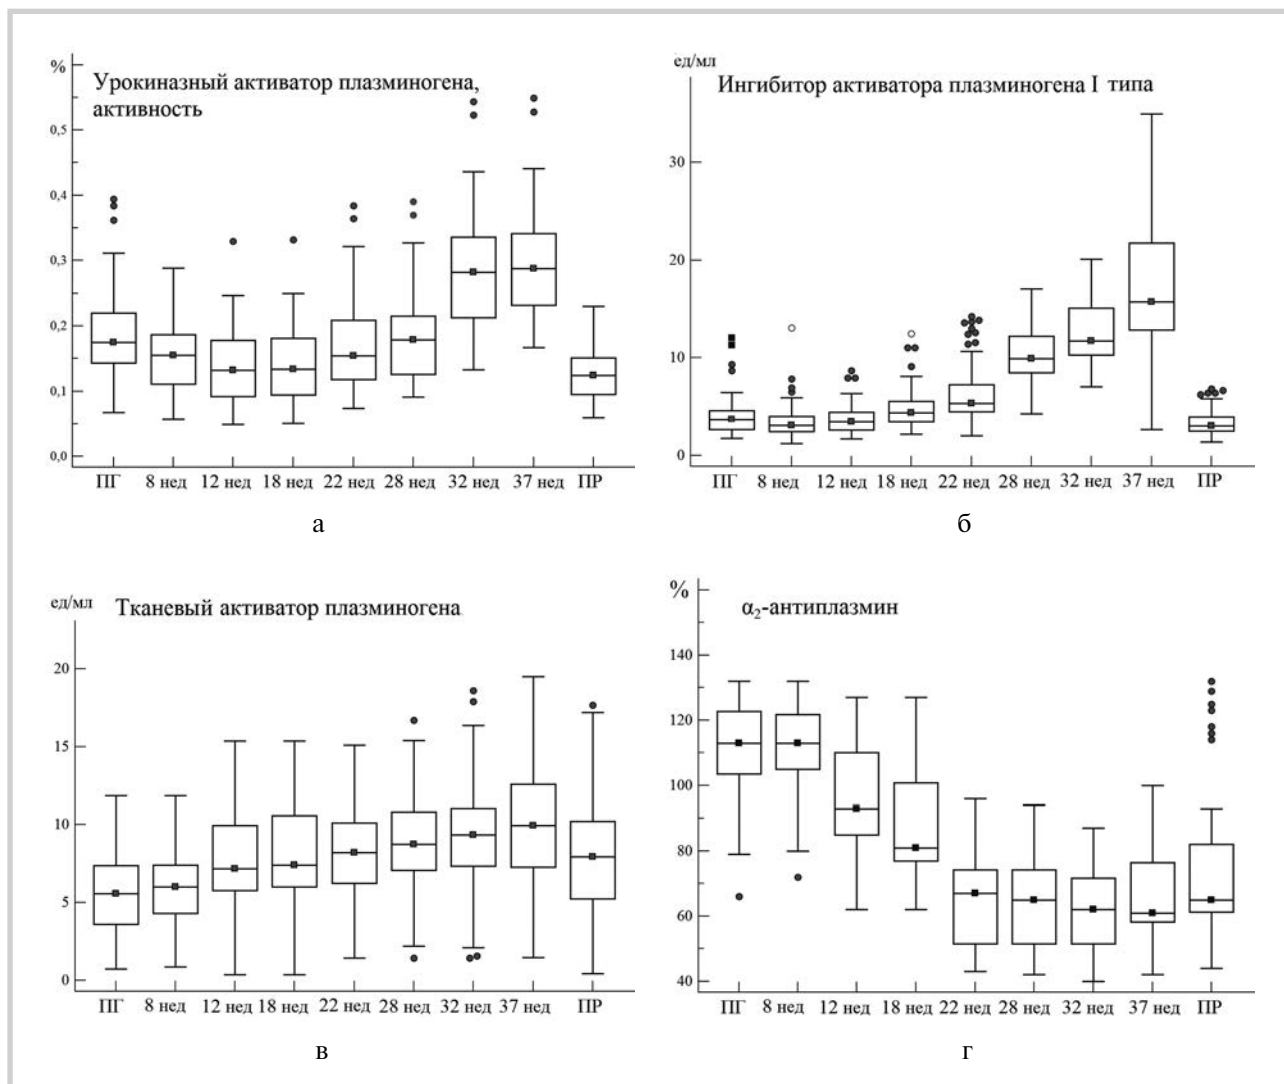 %
Урокиназный активатор плазминогена,
активность
0,5
0,4
0,3
0,2
0,1
0,0
ПГ 8 нед 12 нед 18 нед 22 нед 28 нед 32 нед 37 нед ПР
а
ед/мл
Ингибитор активатора плазминогена I типа
30
20
10
0
ПГ 8 нед 12 нед 18 нед 22 нед 28 нед 32 нед 37 нед ПР
б
ед/мл
Тканевый активатор плазминогена
20
15
10
5
0
ПГ 8 нед 12 нед 18 нед 22 нед 28 нед 32 нед 37 нед ПР
в
%
α₂-антиплазмин
140
120
100
80
60
40
ПГ 8 нед 12 нед 18 нед 22 нед 28 нед 32 нед 37 нед ПР
г